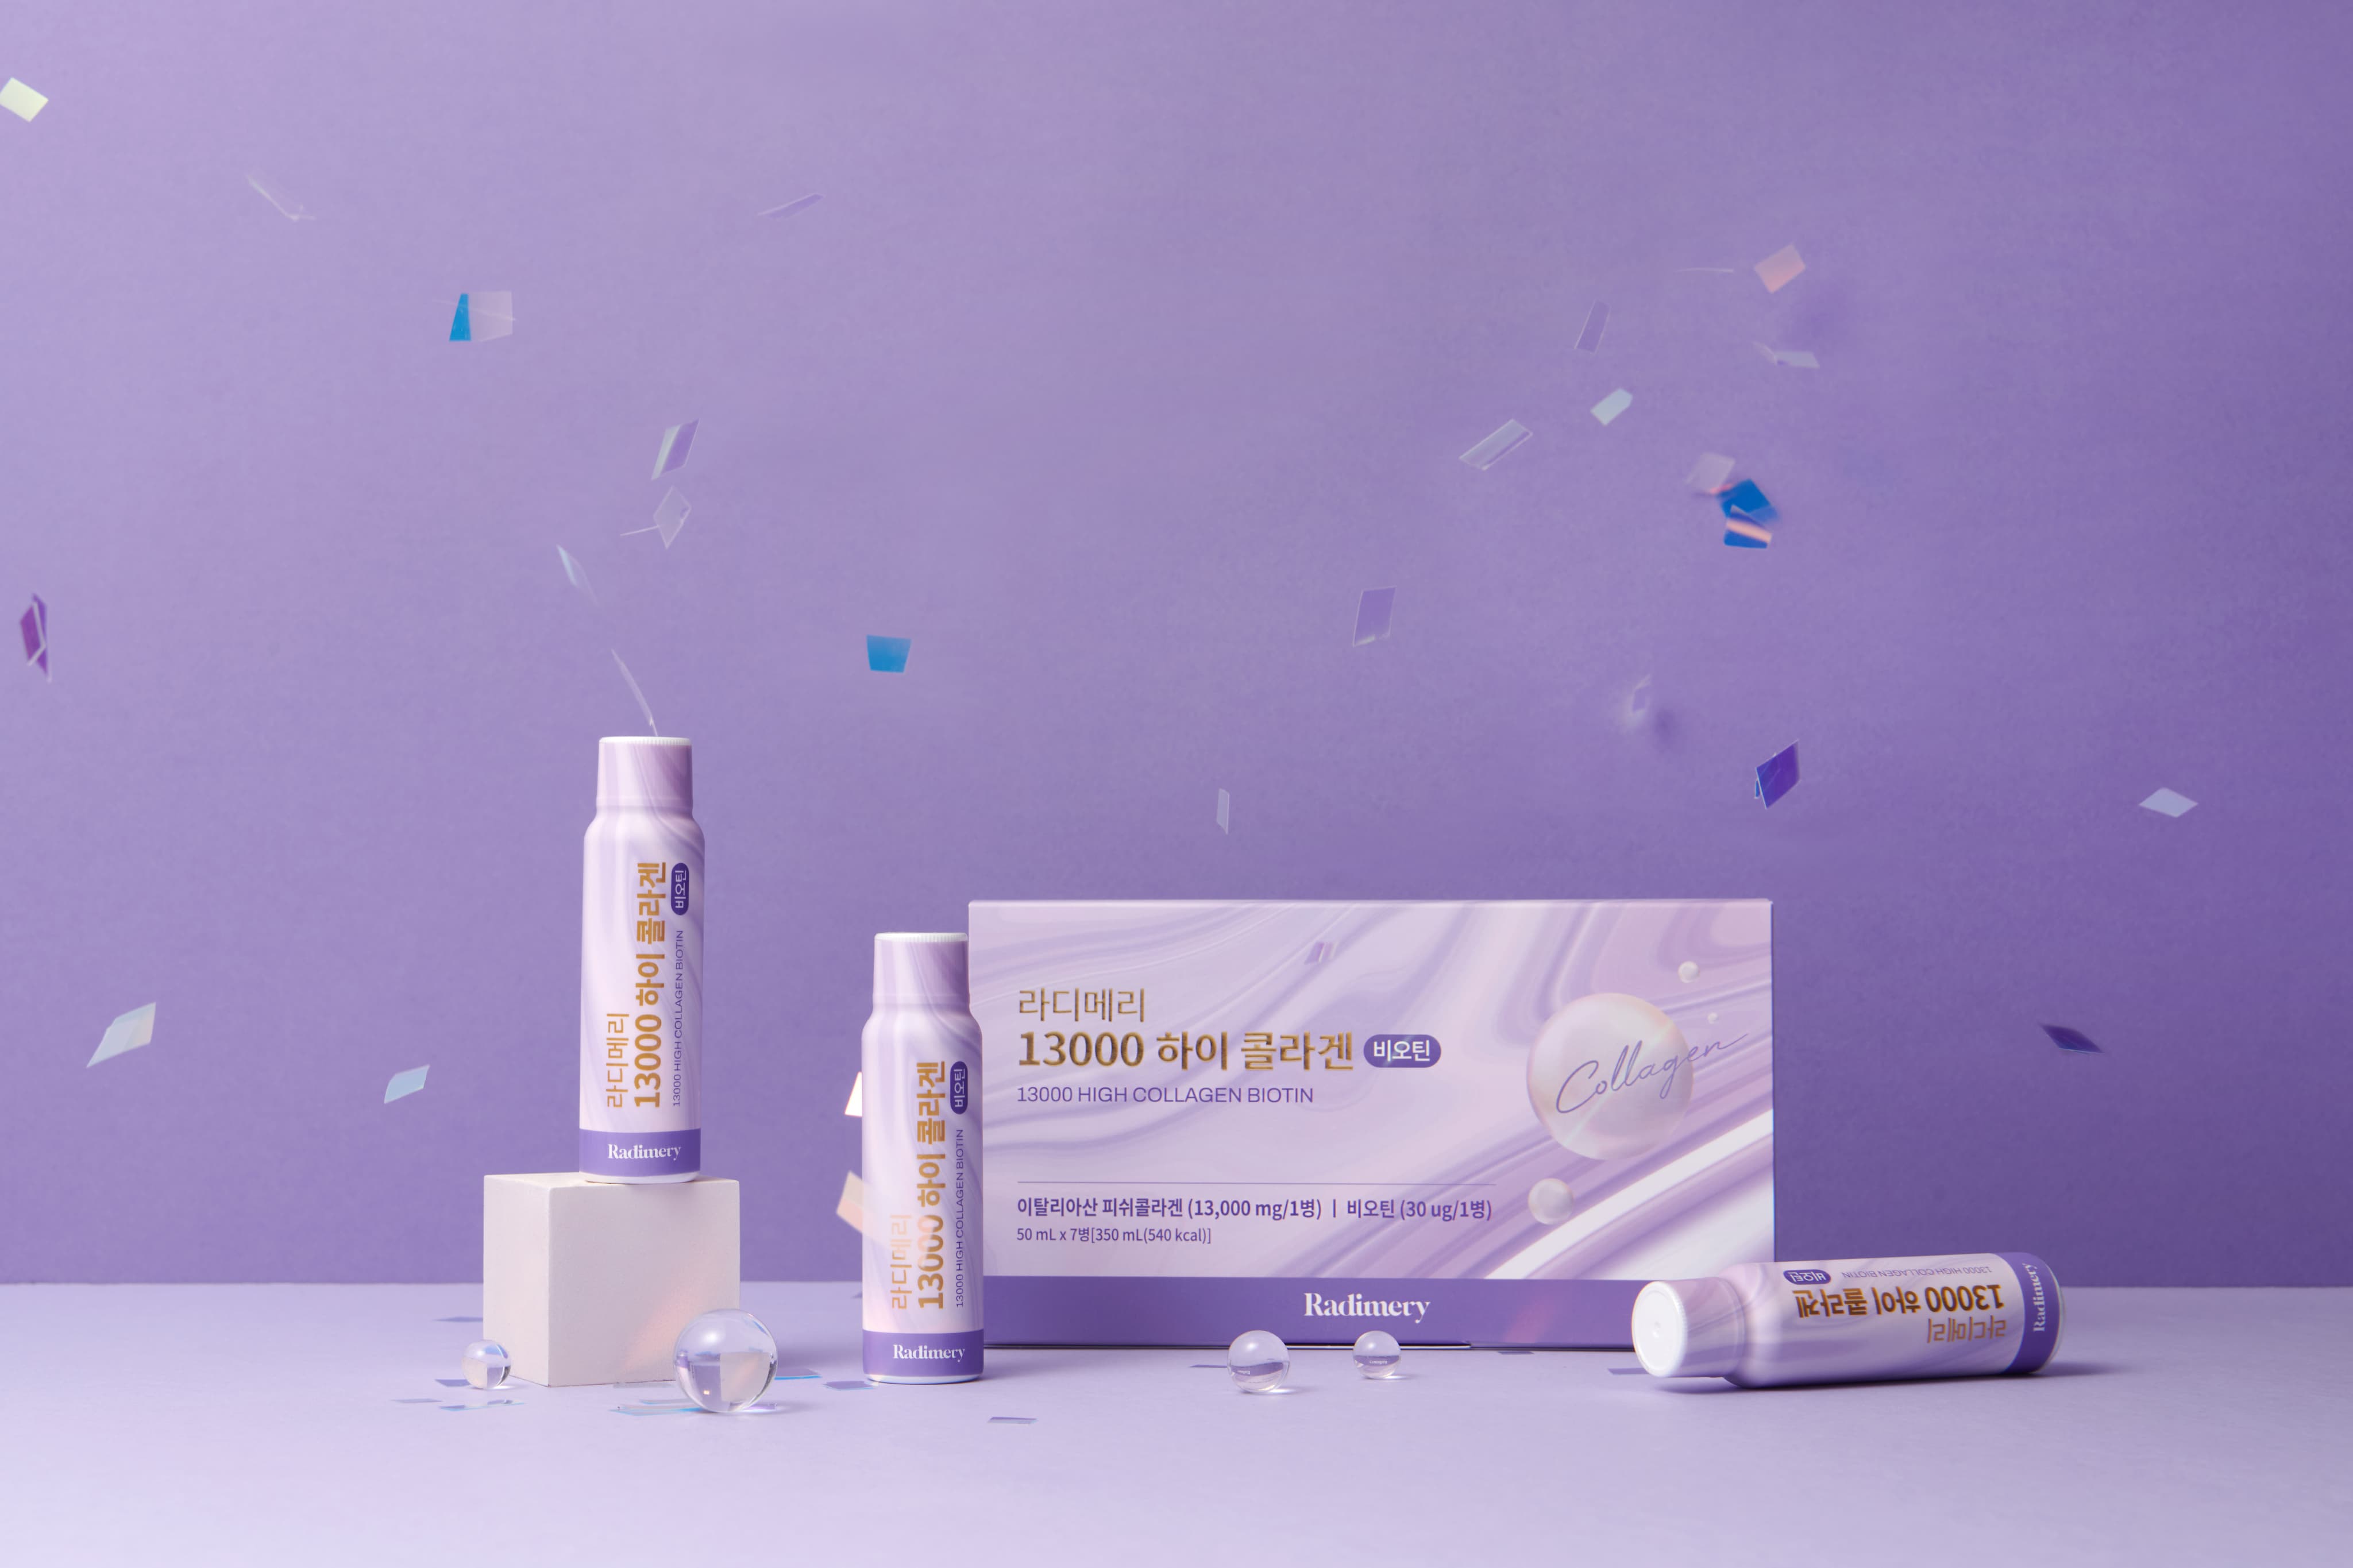 라디메리
13000 하이 콜라겐 비오틴
13000 HIGH COLLAGEN BIOTIN
Radimery
라디메리
13000 하이 콜라겐 비오틴
13000 HIGH COLLAGEN BIOTIN
Radimery
라디메리
13000 하이 콜라겐 비오틴
13000 HIGH COLLAGEN BIOTIN
Collagen
이탈리아산 피쉬콜라겐 (13,000 mg/1병) | 비오틴 (30 ug/1병)
50 mL x 7병[350 mL(540 kcal)]
Radimery
라디메리
13000 하이 콜라겐 비오틴
13000 HIGH COLLAGEN BIOTIN
Radimery